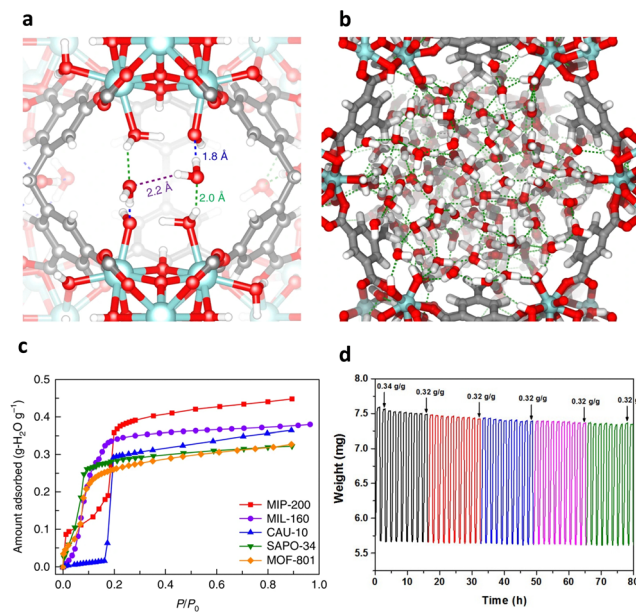 a
1.8 Å
2.2 Å
2.0 Å
b
c
Amount adsorbed (g-H₂O g⁻¹)
0.5
0.4
0.3
0.2
0.1
0.0
0.0 0.2 0.4 0.6 0.8 1.0
P/P₀
MIP-200
MIL-160
CAU-10
SAPO-34
MOF-801
d
0.34 g/g 0.32 g/g 0.32 g/g 0.32 g/g 0.32 g/g 0.32 g/g
Weight (mg)
7.5
7.0
6.5
6.0
5.5
0 10 20 30 40 50 60 70 80
Time (h)